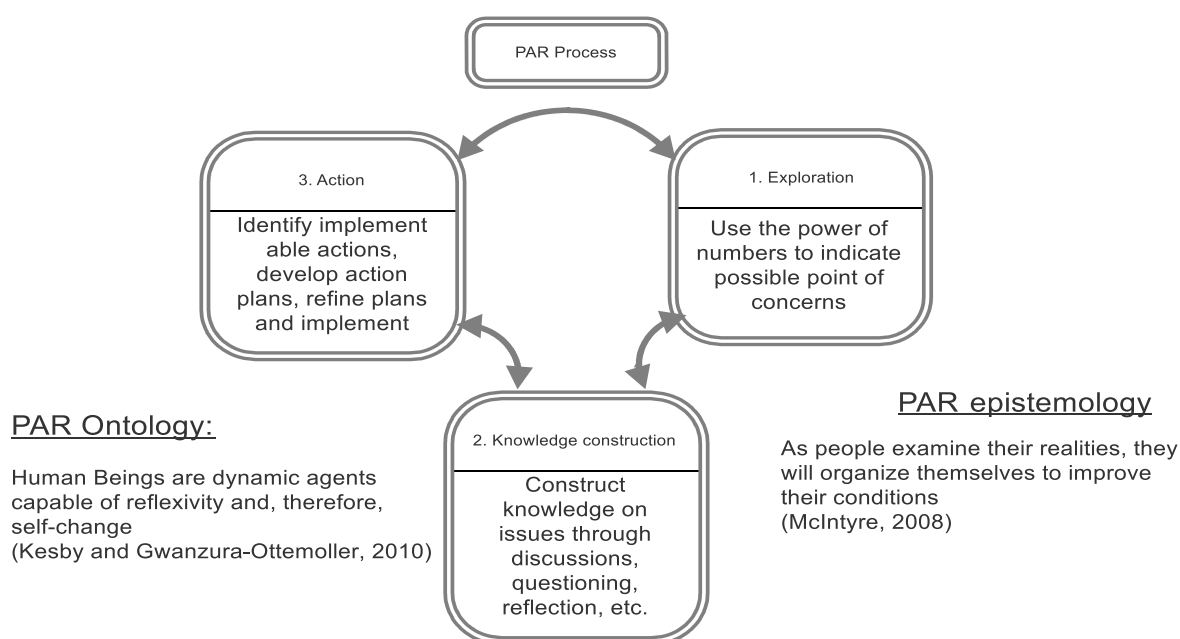 PAR Process
3. Action
Identify implement
able actions,
develop action
plans, refine plans
and implement
1. Exploration
Use the power of
numbers to indicate
possible point of
concerns
2. Knowledge construction
Construct
knowledge on
issues through
discussions,
questioning,
reflection, etc.
PAR Ontology:
Human Beings are dynamic agents
capable of reflexivity and, therefore,
self-change
(Kesby and Gwanzura-Ottemoller, 2010)
PAR epistemology
As people examine their realities, they
will organize themselves to improve
their conditions
(McIntyre, 2008)